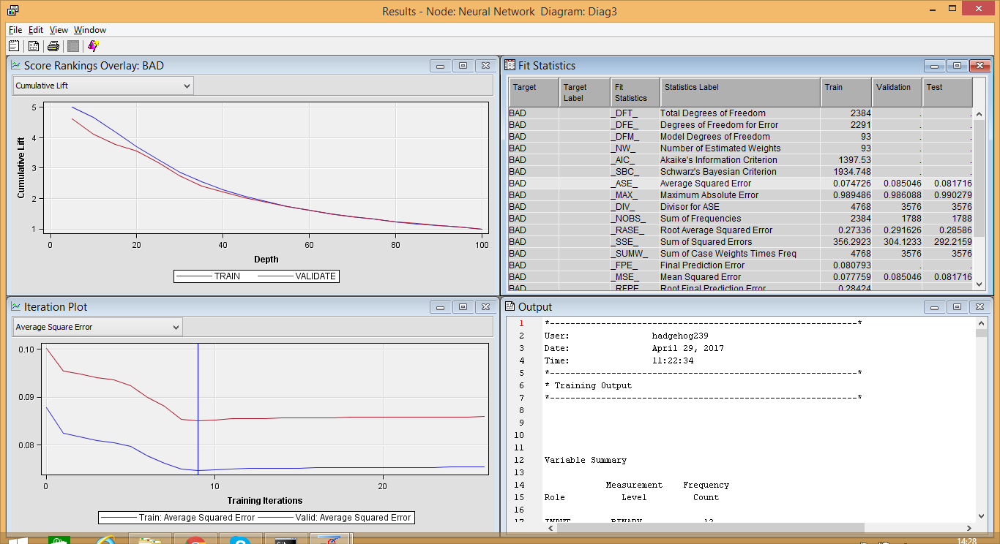 Results - Node: Neural Network Diagram: Diag3
File Edit View Window
Score Rankings Overlay: BAD
Cumulative Lift
5
4
3
2
1
Cumulative Lift
0 20 40 60 80 100
Depth
TRAIN VALIDATE
Fit Statistics
Target Target Label Fit Statistics Statistics Label Train Validation Test
BAD _DFT_ Total Degrees of Freedom 2384 . .
BAD _DFE_ Degrees of Freedom for Error 2291 . .
BAD _DFM_ Model Degrees of Freedom 93 . .
BAD _NW_ Number of Estimated Weights 93 . .
BAD _AIC_ Akaike's Information Criterion 1397.53 . .
BAD _SBC_ Schwarz's Bayesian Criterion 1934.748 . .
BAD _ASE_ Average Squared Error 0.074726 0.085046 0.081716
BAD _MAX_ Maximum Absolute Error 0.989486 0.986088 0.990279
BAD _DIV_ Divisor for ASE 4768 3576 3576
BAD _NOBS_ Sum of Frequencies 2384 1788 1788
BAD _RASE_ Root Average Squared Error 0.27336 0.291626 0.28586
BAD _SSE_ Sum of Squared Errors 356.2923 304.1233 292.2159
BAD _SUMW_ Sum of Case Weights Times Freq 4768 3576 3576
BAD _FPE_ Final Prediction Error 0.080793 . .
BAD _MSE_ Mean Squared Error 0.077759 0.085046 0.081716
BAD _RFPE_ Root Final Prediction Error 0.28424
Iteration Plot
Average Square Error
0.10
0.09
0.08
0 10 20
Training Iterations
Train: Average Squared Error Valid: Average Squared Error
Output
1 *------------------------------------------------------------*
2 User: hadgehog239
3 Date: April 29, 2017
4 Time: 11:22:34
5 *------------------------------------------------------------*
6 * Training Output
7 *------------------------------------------------------------*
8
9
10
11
12 Variable Summary
13
14 Measurement Frequency
15 Role Level Count
16
17 INPUT BINARY 12
14:28